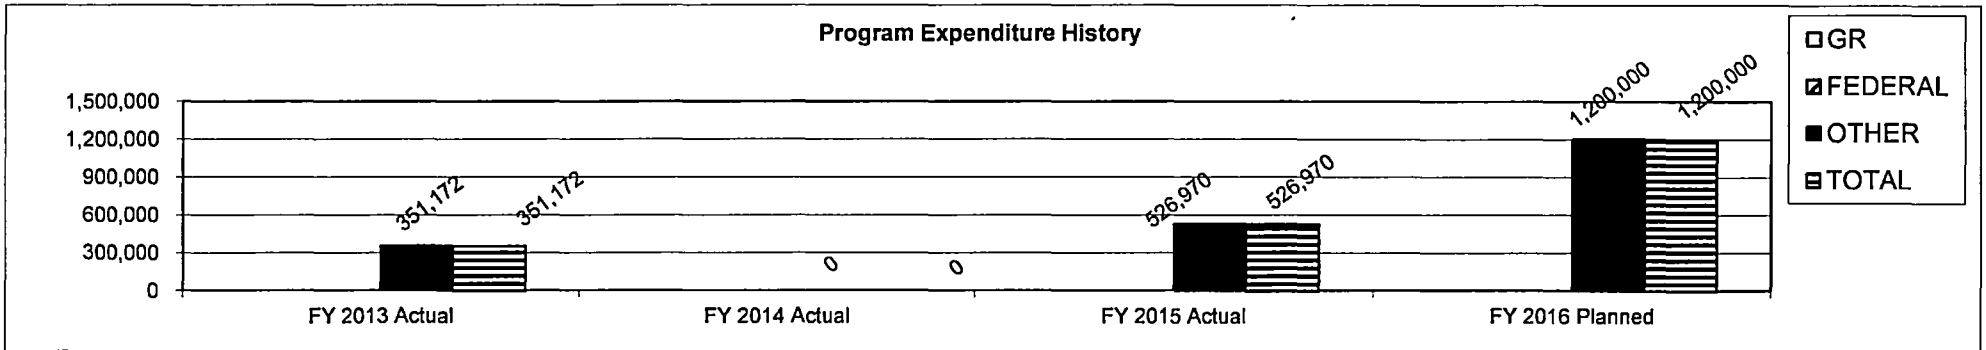 Program Expenditure History
GR
FEDERAL
OTHER
TOTAL
1,500,000
1,200,000
900,000
600,000
300,000
0
351,172
351,172
0
0
526,970
526,970
1,200,000
1,200,000
FY 2013 Actual
FY 2014 Actual
FY 2015 Actual
FY 2016 Planned